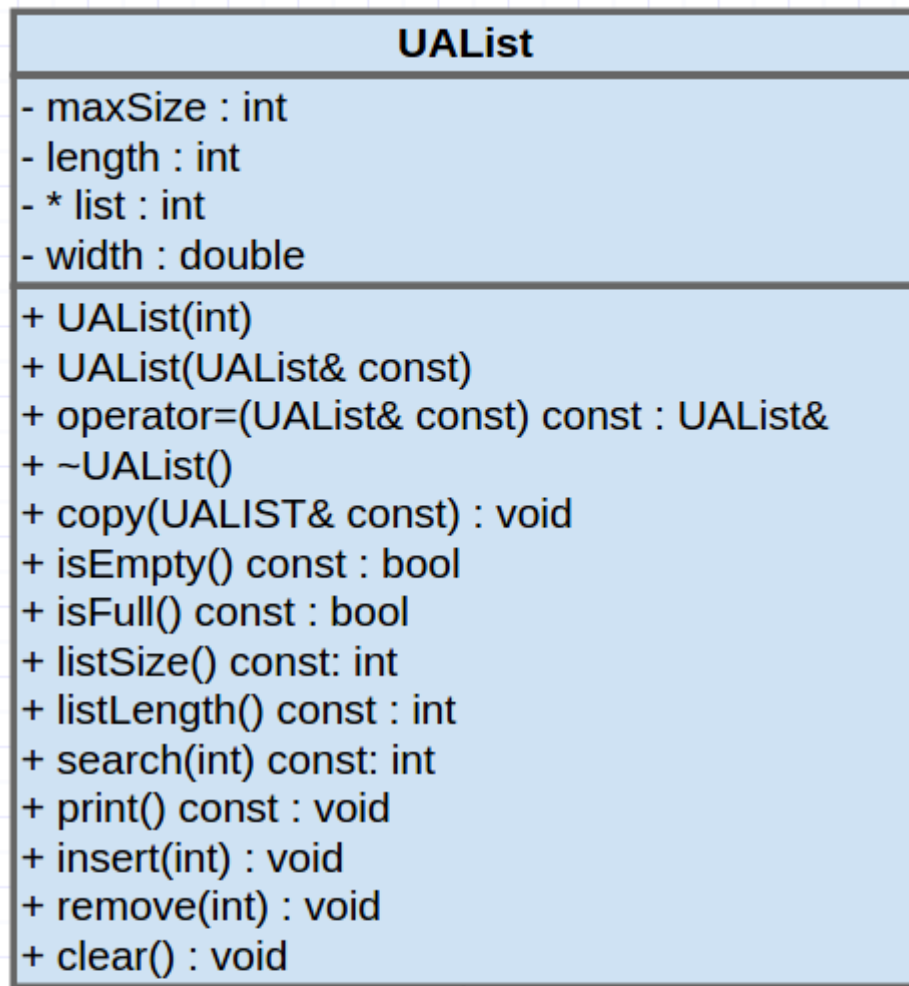 UAList
- maxSize : int
- length : int
- * list : int
- width : double
+ UAList(int)
+ UAList(UAList& const)
+ operator=(UAList& const) const : UAList&
+ ~UAList()
+ copy(UALIST& const) : void
+ isEmpty() const : bool
+ isFull() const : bool
+ listSize() const: int
+ listLength() const : int
+ search(int) const: int
+ print() const : void
+ insert(int) : void
+ remove(int) : void
+ clear() : void